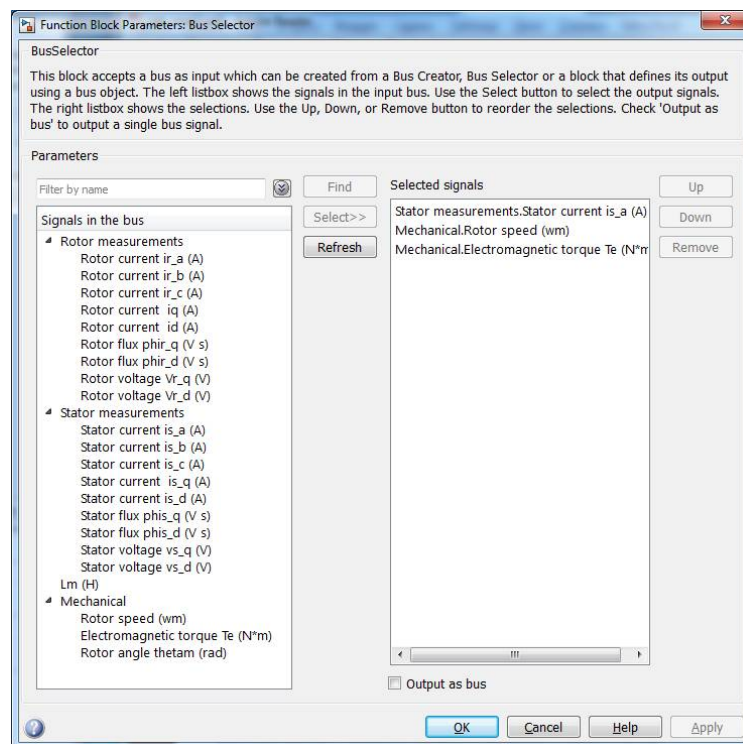 Function Block Parameters: Bus Selector
BusSelector
This block accepts a bus as input which can be created from a Bus Creator, Bus Selector or a block that defines its output
using a bus object. The left listbox shows the signals in the input bus. Use the Select button to select the output signals.
The right listbox shows the selections. Use the Up, Down, or Remove button to reorder the selections. Check 'Output as
bus' to output a single bus signal.
Parameters
Filter by name
Find
Select>>
Refresh
Signals in the bus
Rotor measurements
Rotor current ir_a (A)
Rotor current ir_b (A)
Rotor current ir_c (A)
Rotor current  iq (A)
Rotor current  id (A)
Rotor flux phir_q (V s)
Rotor flux phir_d (V s)
Rotor voltage Vr_q (V)
Rotor voltage Vr_d (V)
Stator measurements
Stator current is_a (A)
Stator current is_b (A)
Stator current is_c (A)
Stator current  is_q (A)
Stator current is_d (A)
Stator flux phis_q (V s)
Stator flux phis_d (V s)
Stator voltage vs_q (V)
Stator voltage vs_d (V)
Lm (H)
Mechanical
Rotor speed (wm)
Electromagnetic torque Te (N*m)
Rotor angle thetam (rad)
Selected signals
Stator measurements.Stator current is_a (A)
Mechanical.Rotor speed (wm)
Mechanical.Electromagnetic torque Te (N*m
Up
Down
Remove
Output as bus
OK
Cancel
Help
Apply